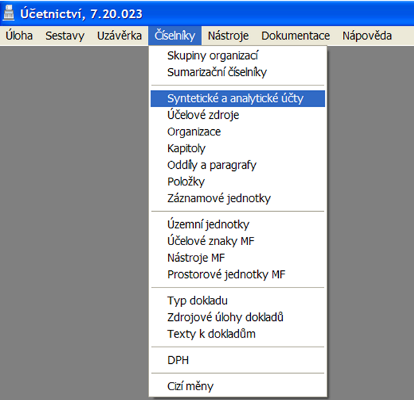 Účetnictví, 7.20.023
Úloha Sestavy Uzávěrka Číselníky Nástroje Dokumentace Nápověda
Skupiny organizací
Sumarizační číselníky
Syntetické a analytické účty
Účelové zdroje
Organizace
Kapitoly
Oddíly a paragrafy
Položky
Záznamové jednotky
Územní jednotky
Účelové znaky MF
Nástroje MF
Prostorové jednotky MF
Typ dokladu
Zdrojové úlohy dokladů
Texty k dokladům
DPH
Cizí měny